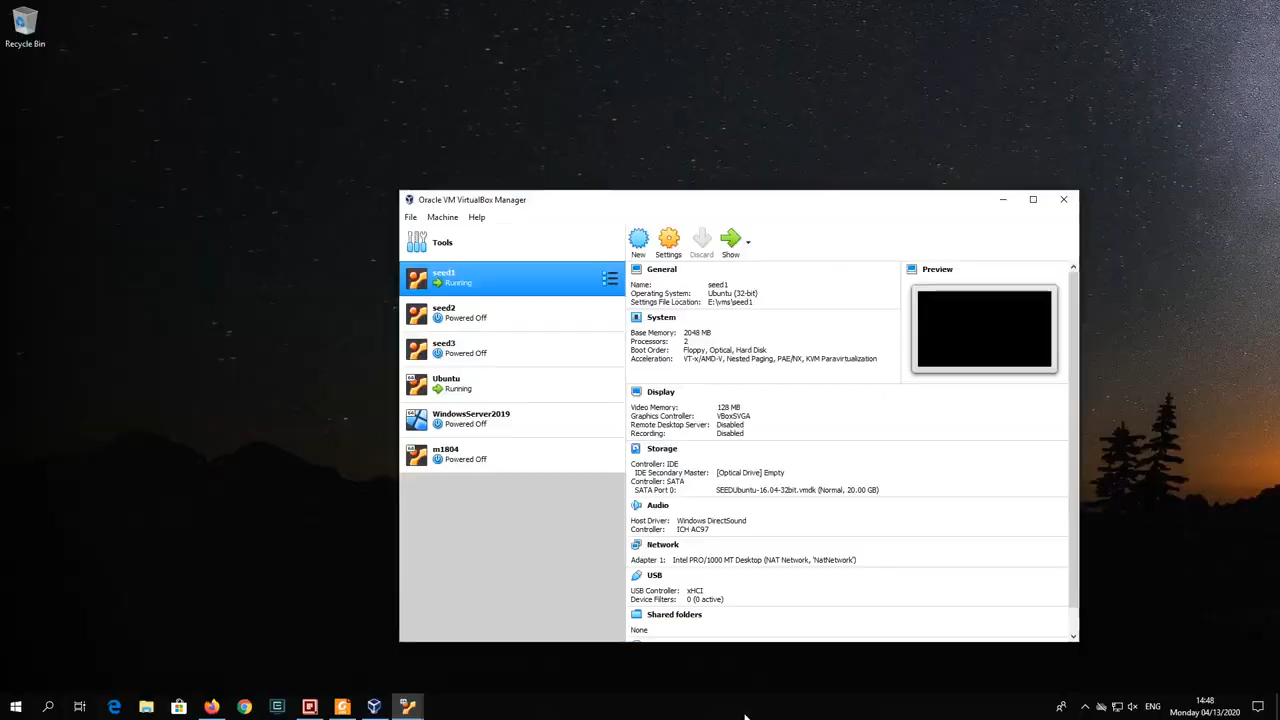 Recycle Bin
Oracle VM VirtualBox Manager
File Machine Help
Tools
New Settings Discard Show
seed1
Running
seed2
Powered Off
seed3
Powered Off
64
Ubuntu
Running
64
WindowsServer2019
Powered Off
64
m1804
Powered Off
General
Name: seed1
Operating System: Ubuntu (32-bit)
Settings File Location: E:\vms\seed1
System
Base Memory: 2048 MB
Processors: 2
Boot Order: Floppy, Optical, Hard Disk
Acceleration: VT-x/AMD-V, Nested Paging, PAE/NX, KVM Paravirtualization
Preview
Display
Video Memory: 128 MB
Graphics Controller: VBoxSVGA
Remote Desktop Server: Disabled
Recording: Disabled
Storage
Controller: IDE
IDE Secondary Master: [Optical Drive] Empty
Controller: SATA
SATA Port 0: SEEDUbuntu-16.04-32bit.vmdk (Normal, 20.00 GB)
Audio
Host Driver: Windows DirectSound
Controller: ICH AC97
Network
Adapter 1: Intel PRO/1000 MT Desktop (NAT Network, 'NatNetwork')
USB
USB Controller: xHCI
Device Filters: 0 (0 active)
Shared folders
None
ENG
14:48
Monday 04/13/2020